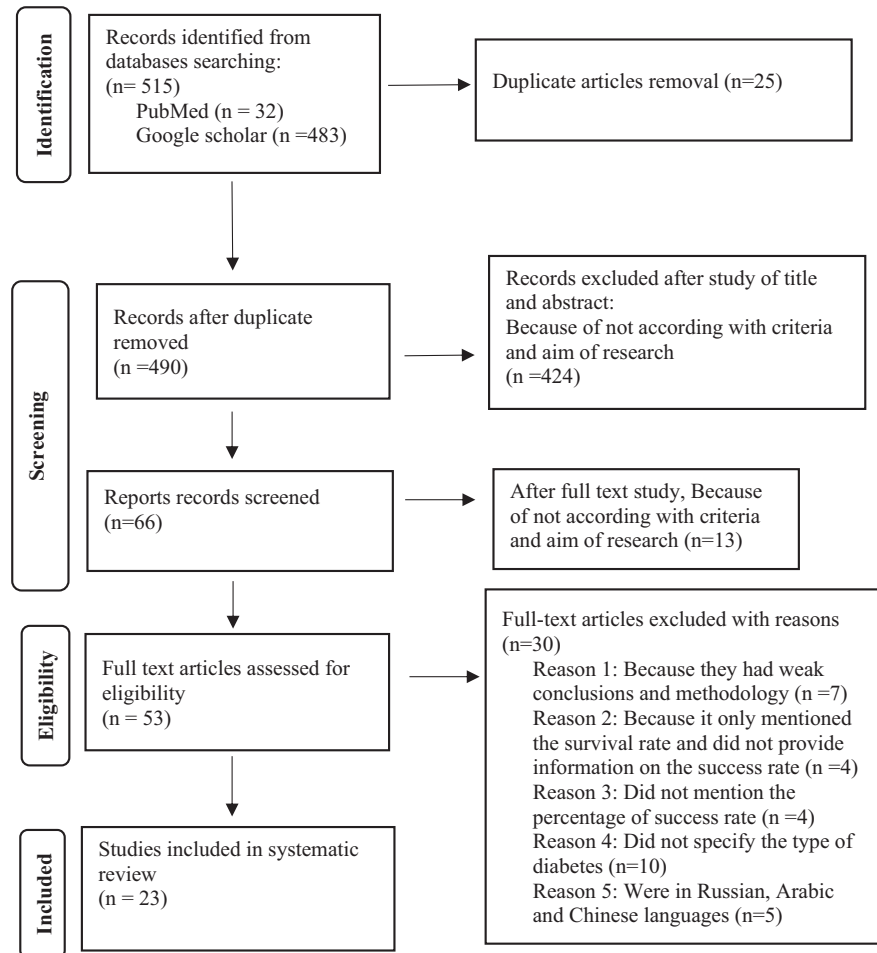 Identification
Records identified from
databases searching:
(n= 515)
PubMed (n = 32)
Google scholar (n =483)
Duplicate articles removal (n=25)
Screening
Records after duplicate
removed
(n =490)
Records excluded after study of title
and abstract:
Because of not according with criteria
and aim of research
(n =424)
Reports records screened
(n=66)
After full text study, Because
of not according with criteria
and aim of research (n=13)
Eligibility
Full text articles assessed for
eligibility
(n = 53)
Full-text articles excluded with reasons
(n=30)
Reason 1: Because they had weak
conclusions and methodology (n =7)
Reason 2: Because it only mentioned
the survival rate and did not provide
information on the success rate (n =4)
Reason 3: Did not mention the
percentage of success rate (n =4)
Reason 4: Did not specify the type of
diabetes (n=10)
Reason 5: Were in Russian, Arabic
and Chinese languages (n=5)
Included
Studies included in systematic
review
(n = 23)